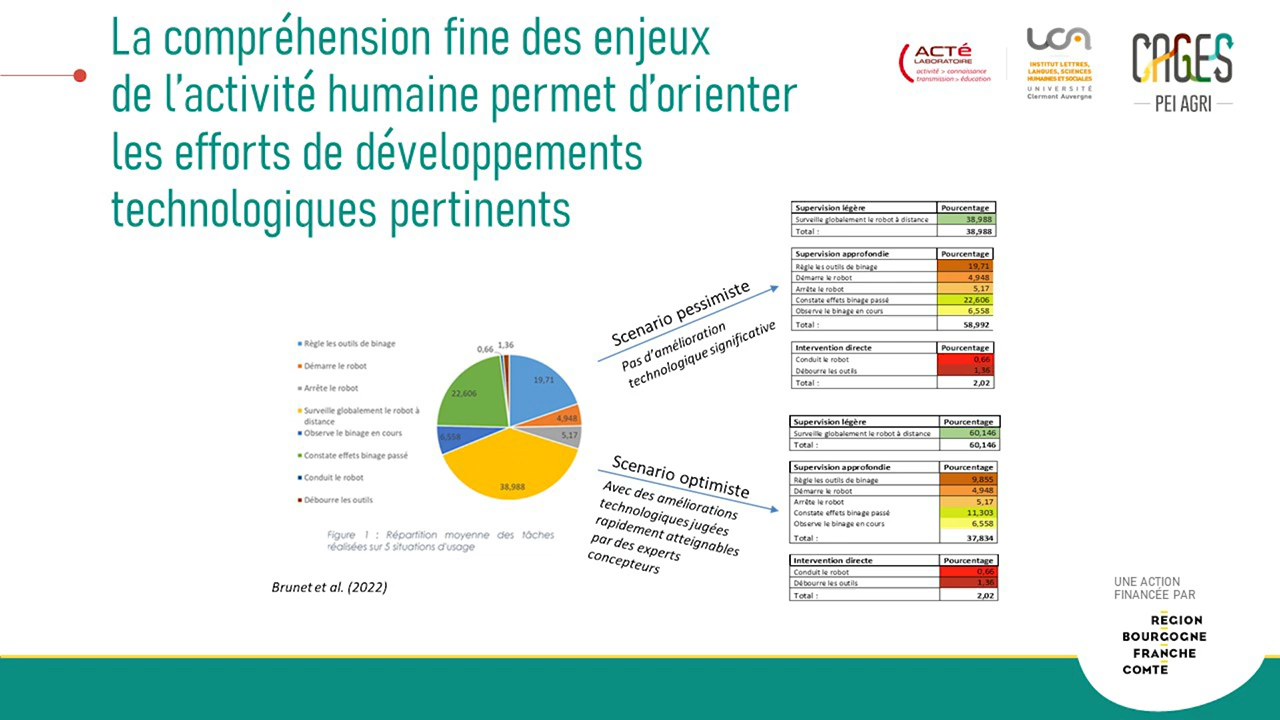 La compréhension fine des enjeux
de l'activité humaine permet d'orienter
les efforts de développements
technologiques pertinents
ACTé
LABORATOIRE
activité > connaissance
transmission > éducation
UCA
INSTITUT LETTRES,
LANGUES, SCIENCES
HUMAINES ET SOCIALES
UNIVERSITÉ
Clermont Auvergne
CAGES
PEI AGRI
Règle les outils de binage
Démarre le robot
Arrête le robot
Surveille globalement le robot à
distance
Observe le binage en cours
Constate effets binage passé
Conduit le robot
Débourre les outils
0,66
1,36
19,71
4,948
5,17
38,988
6,558
22,606
Figure 1 : Répartition moyenne des tâches
réalisées sur 5 situations d'usage
Brunet et al. (2022)
Scenario pessimiste
Pas d'amélioration
technologique significative
Scenario optimiste
Avec des améliorations
technologiques jugées
rapidement atteignables
par des experts
concepteurs
Supervision légère Pourcentage
Surveille globalement le robot à distance 38,988
Total : 38,988
Supervision approfondie Pourcentage
Règle les outils de binage 19,71
Démarre le robot 4,948
Arrête le robot 5,17
Constate effets binage passé 22,606
Observe le binage en cours 6,558
Total : 58,992
Intervention directe Pourcentage
Conduit le robot 0,66
Débourre les outils 1,36
Total : 2,02
Supervision légère Pourcentage
Surveille globalement le robot à distance 60,146
Total : 60,146
Supervision approfondie Pourcentage
Règle les outils de binage 9,855
Démarre le robot 4,948
Arrête le robot 5,17
Constate effets binage passé 11,303
Observe le binage en cours 6,558
Total : 37,834
Intervention directe Pourcentage
Conduit le robot 0,66
Débourre les outils 1,36
Total : 2,02
UNE ACTION
FINANCÉE PAR
REGION
BOURGOGNE
FRANCHE
COMTE